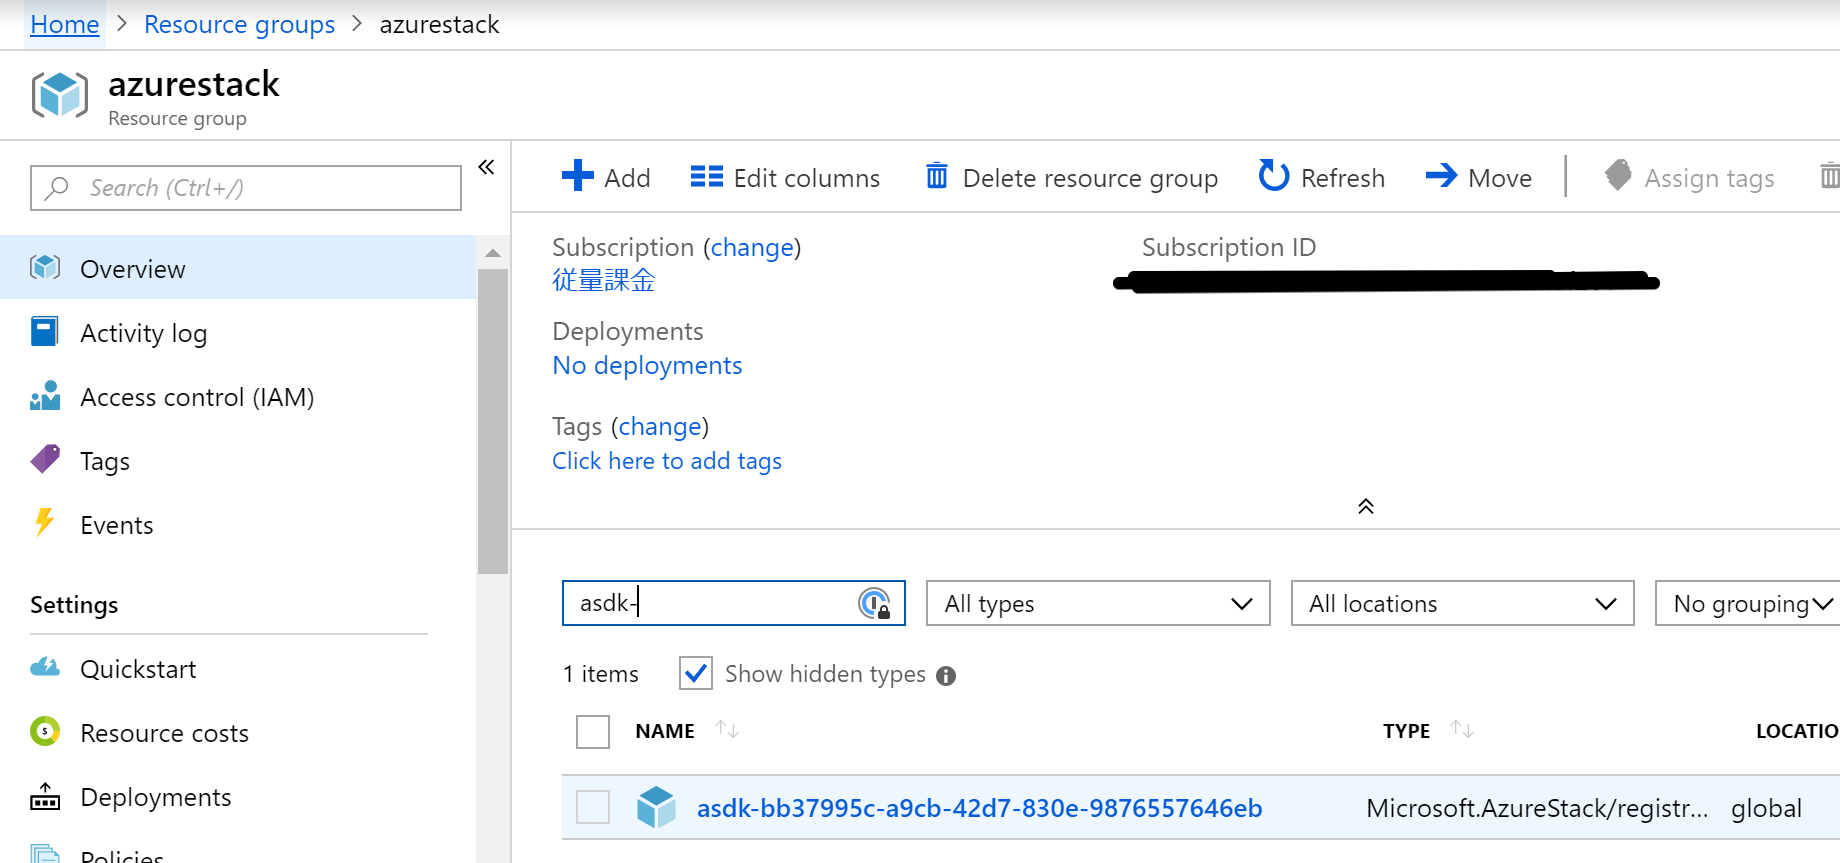 Home > Resource groups > azurestack
azurestack
Resource group
Search (Ctrl+/)
Overview
Activity log
Access control (IAM)
Tags
Events
Settings
Quickstart
Resource costs
Deployments
Policies
Add Edit columns Delete resource group Refresh Move Assign tags
Subscription (change)
従量課金
Subscription ID
Deployments
No deployments
Tags (change)
Click here to add tags
asdk- All types All locations No grouping
1 items Show hidden types
NAME TYPE LOCATIO
asdk-bb37995c-a9cb-42d7-830e-9876557646eb Microsoft.AzureStack/registr... global